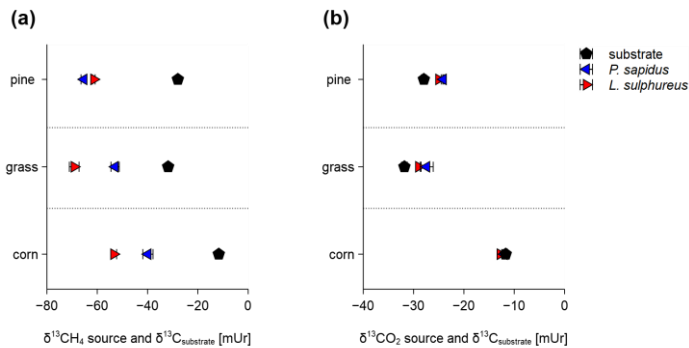 (a)
(b)
substrate
P. sapidus
L. sulphureus
pine
grass
corn
−80
−60
−40
−20
0
δ¹³CH₄ source and δ¹³Csubstrate [mUr]
pine
grass
corn
−40
−30
−20
−10
0
δ¹³CO₂ source and δ¹³Csubstrate [mUr]